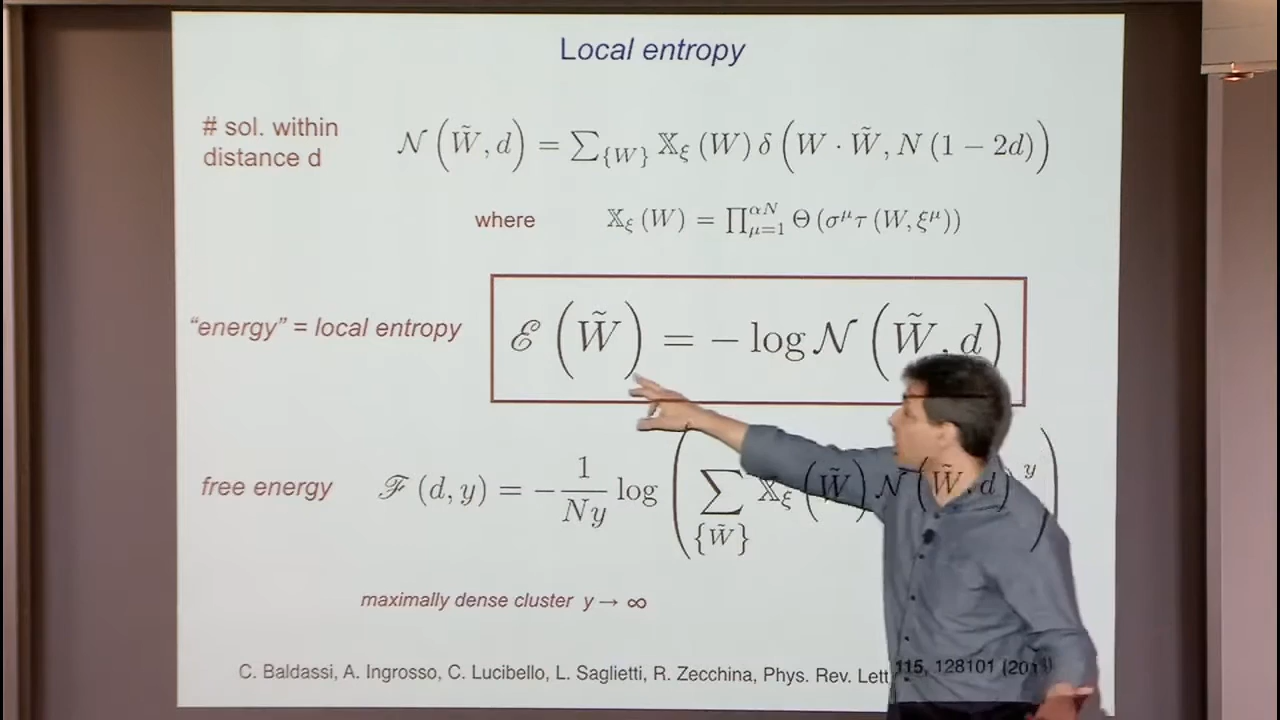 Local entropy
# sol. within
distance d
𝒩(W̃, d) = ∑_{W} 𝕏_ξ (W) δ (W · W̃, N (1 − 2d))
where 𝕏_ξ (W) = ∏_{μ=1}^{αN} Θ (σ^μ τ (W, ξ^μ))
"energy" = local entropy ℰ (W̃) = − log 𝒩 (W̃, d)
free energy ℱ (d, y) = − 1/(Ny) log (∑_{W̃} 𝕏_ξ (W̃) 𝒩 (W̃, d)^y)
maximally dense cluster y → ∞
C. Baldassi, A. Ingrosso, C. Lucibello, L. Saglietti, R. Zecchina, Phys. Rev. Lett. 115, 128101